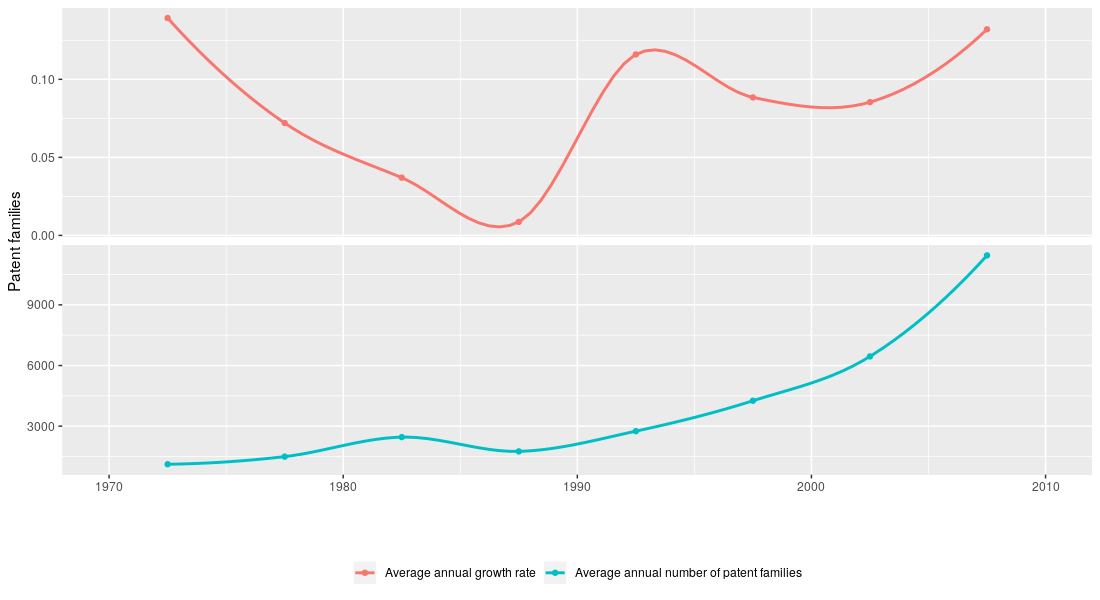 0.10
0.05
0.00
Patent families
9000
6000
3000
1970 1980 1990 2000 2010
Average annual growth rate Average annual number of patent families